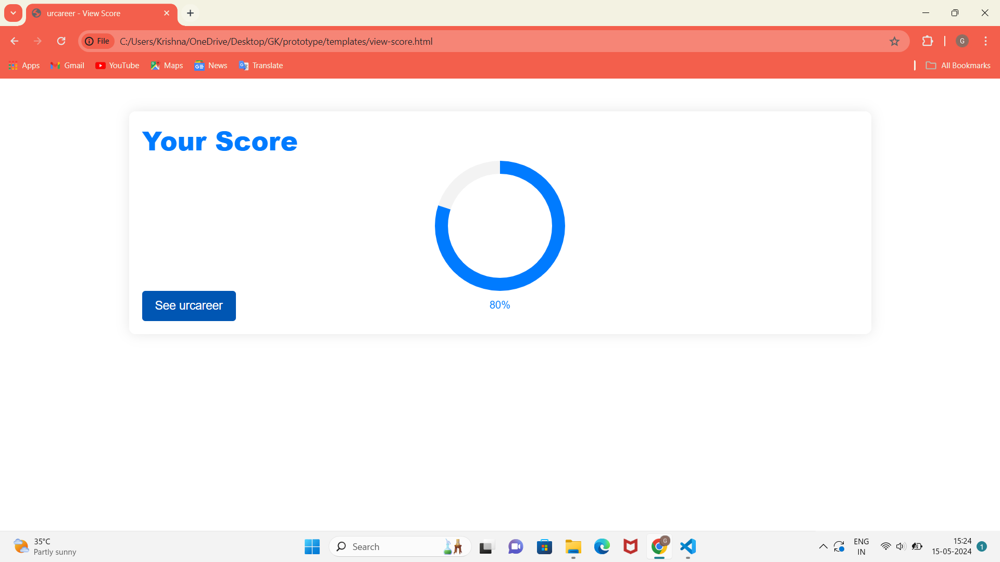 urcareer - View Score
File
C:/Users/Krishna/OneDrive/Desktop/GK/prototype/templates/view-score.html
G
Apps
Gmail
YouTube
Maps
News
Translate
All Bookmarks
Your Score
80%
See urcareer
35°C
Partly sunny
Search
G
ENG
IN
15:24
15-05-2024
1